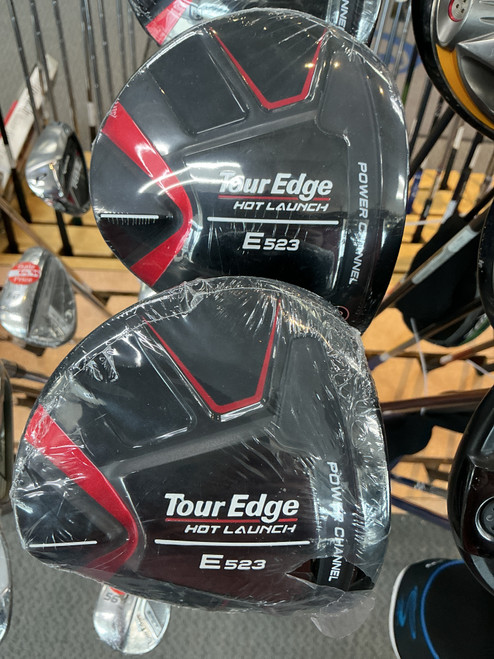 Tour Edge
HOT LAUNCH
E523
POWER CHANNEL
Tour Edge
HOT LAUNCH
E523
POWER CHANNEL